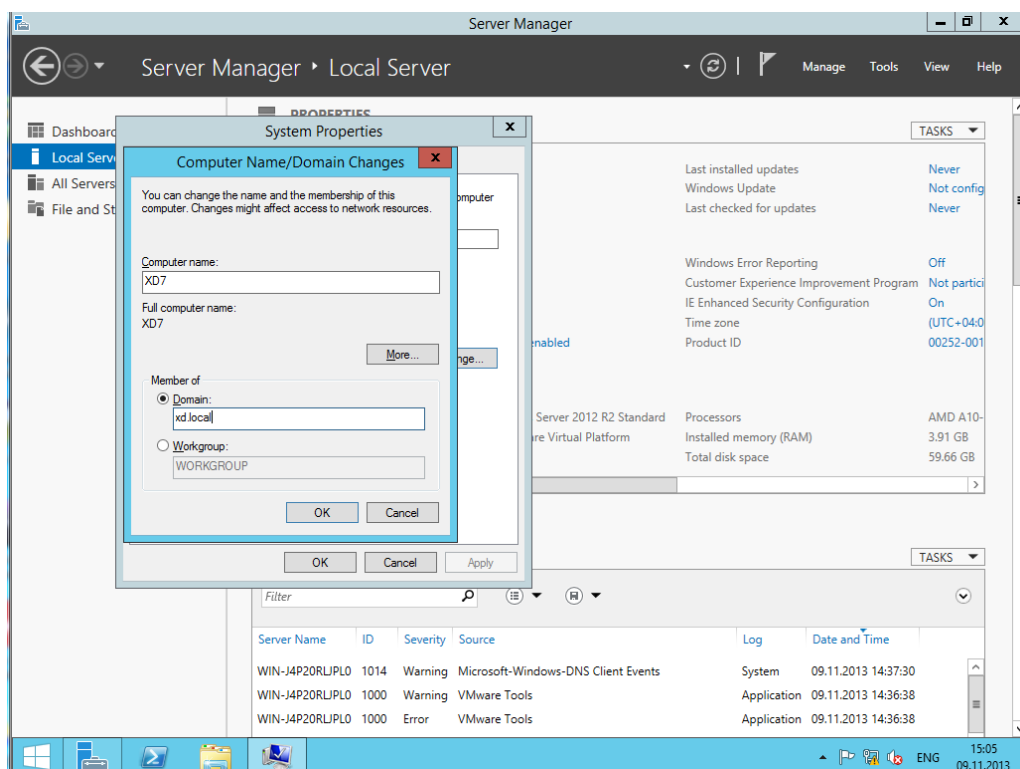 Server Manager
Server Manager • Local Server
Manage Tools View Help
PROPERTIES
TASKS
Dashboard
Local Serv
All Servers
File and St
System Properties
x
Computer Name/Domain Changes
x
You can change the name and the membership of this
computer. Changes might affect access to network resources.
Computer name:
XD7
Full computer name:
XD7
More...
Member of
Domain:
xd.local
Workgroup:
WORKGROUP
OK Cancel
omputer
nge...
OK Cancel Apply
enabled
Server 2012 R2 Standard
are Virtual Platform
Last installed updates Never
Windows Update Not config
Last checked for updates Never
Windows Error Reporting Off
Customer Experience Improvement Program Not partici
IE Enhanced Security Configuration On
Time zone (UTC+04:0
Product ID 00252-001
Processors AMD A10-
Installed memory (RAM) 3.91 GB
Total disk space 59.66 GB
TASKS
Filter
Server Name ID Severity Source Log Date and Time
WIN-J4P20RLJPL0 1014 Warning Microsoft-Windows-DNS Client Events System 09.11.2013 14:37:30
WIN-J4P20RLJPL0 1000 Warning VMware Tools Application 09.11.2013 14:36:38
WIN-J4P20RLJPL0 1000 Error VMware Tools Application 09.11.2013 14:36:38
ENG
15:05
09.11.2013